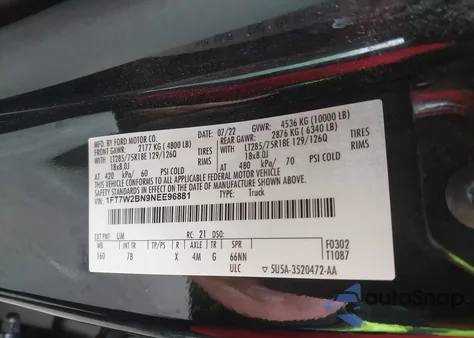 MFD. BY FORD MOTOR CO.
DATE: 07/22 GVWR: 4536 KG (10000 LB)
FRONT GAWR: 2177 KG (4800 LB) REAR GAWR: 2876 KG (6340 LB)
LT285/75R18E 129/126Q TIRES LT285/75R18E 129/126Q TIRES
18x8.0J RIMS 18x8.0J RIMS
AT 420 kPa/ 60 PSI COLD AT 480 kPa/ 70 PSI COLD
THIS VEHICLE CONFORMS TO ALL APPLICABLE FEDERAL MOTOR VEHICLE
SAFETY STANDARDS IN EFFECT ON THE DATE OF MANUFACTURE SHOWN ABOVE.
VIN: 1FT7W2BN9NEE96881
TYPE: Truck
EXT PNT: UM RC: 21 DSO: F0302
WB INT TR TP/PS R AXLE TR SPR T1087
160 7B X 4M G 66NN
ULC 5U5A-3520472-AA
AutoSnap